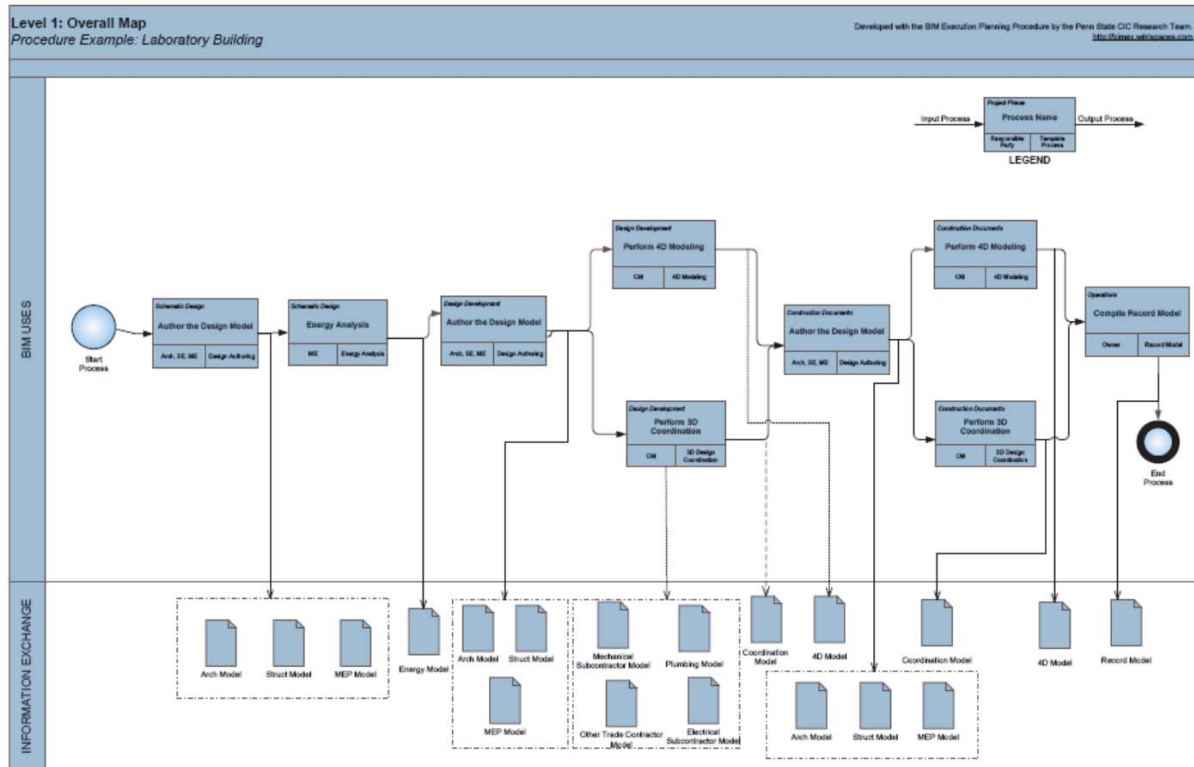 Level 1: Overall Map
Procedure Example: Laboratory Building
Developed with the BIM Execution Planning Procedure by the Penn State CIC Research Team.
http://bimex.wikispaces.com
BIM USES
Input Process
Project Phase
Process Name
Responsible
Party
Template
Process
Output Process
LEGEND
Start
Process
Schematic Design
Author the Design Model
Arch, SE, ME
Design Authoring
Schematic Design
Energy Analysis
ME
Energy Analysis
Design Development
Author the Design Model
Arch, SE, ME
Design Authoring
Design Development
Perform 4D Modeling
CM
4D Modeling
Design Development
Perform 3D
Coordination
CM
3D Design
Coordination
Construction Documents
Author the Design Model
Arch, SE, ME
Design Authoring
Construction Documents
Perform 4D Modeling
CM
4D Modeling
Construction Documents
Perform 3D
Coordination
CM
3D Design
Coordination
Operations
Compile Record Model
Owner
Record Model
End
Process
INFORMATION EXCHANGE
Arch Model
Struct Model
MEP Model
Energy Model
Arch Model
Struct Model
MEP Model
Mechanical
Subcontractor Model
Plumbing Model
Other Trade Contractor
Model
Electrical
Subcontractor Model
Coordination
Model
4D Model
Arch Model
Struct Model
MEP Model
Coordination Model
4D Model
Record Model